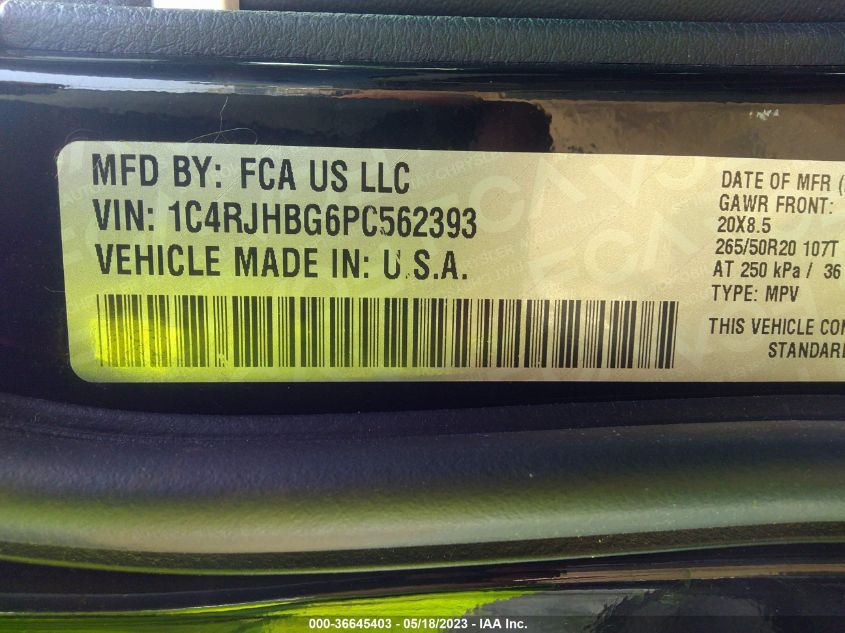 MFD BY: FCA US LLC
VIN: 1C4RJHBG6PC562393
VEHICLE MADE IN: U.S.A.
DATE OF MFR (
GAWR FRONT:
20X8.5
265/50R20 107T
AT 250 kPa / 36
TYPE: MPV
THIS VEHICLE CON
STANDAR
000-36645403 - 05/18/2023 - IAA Inc.